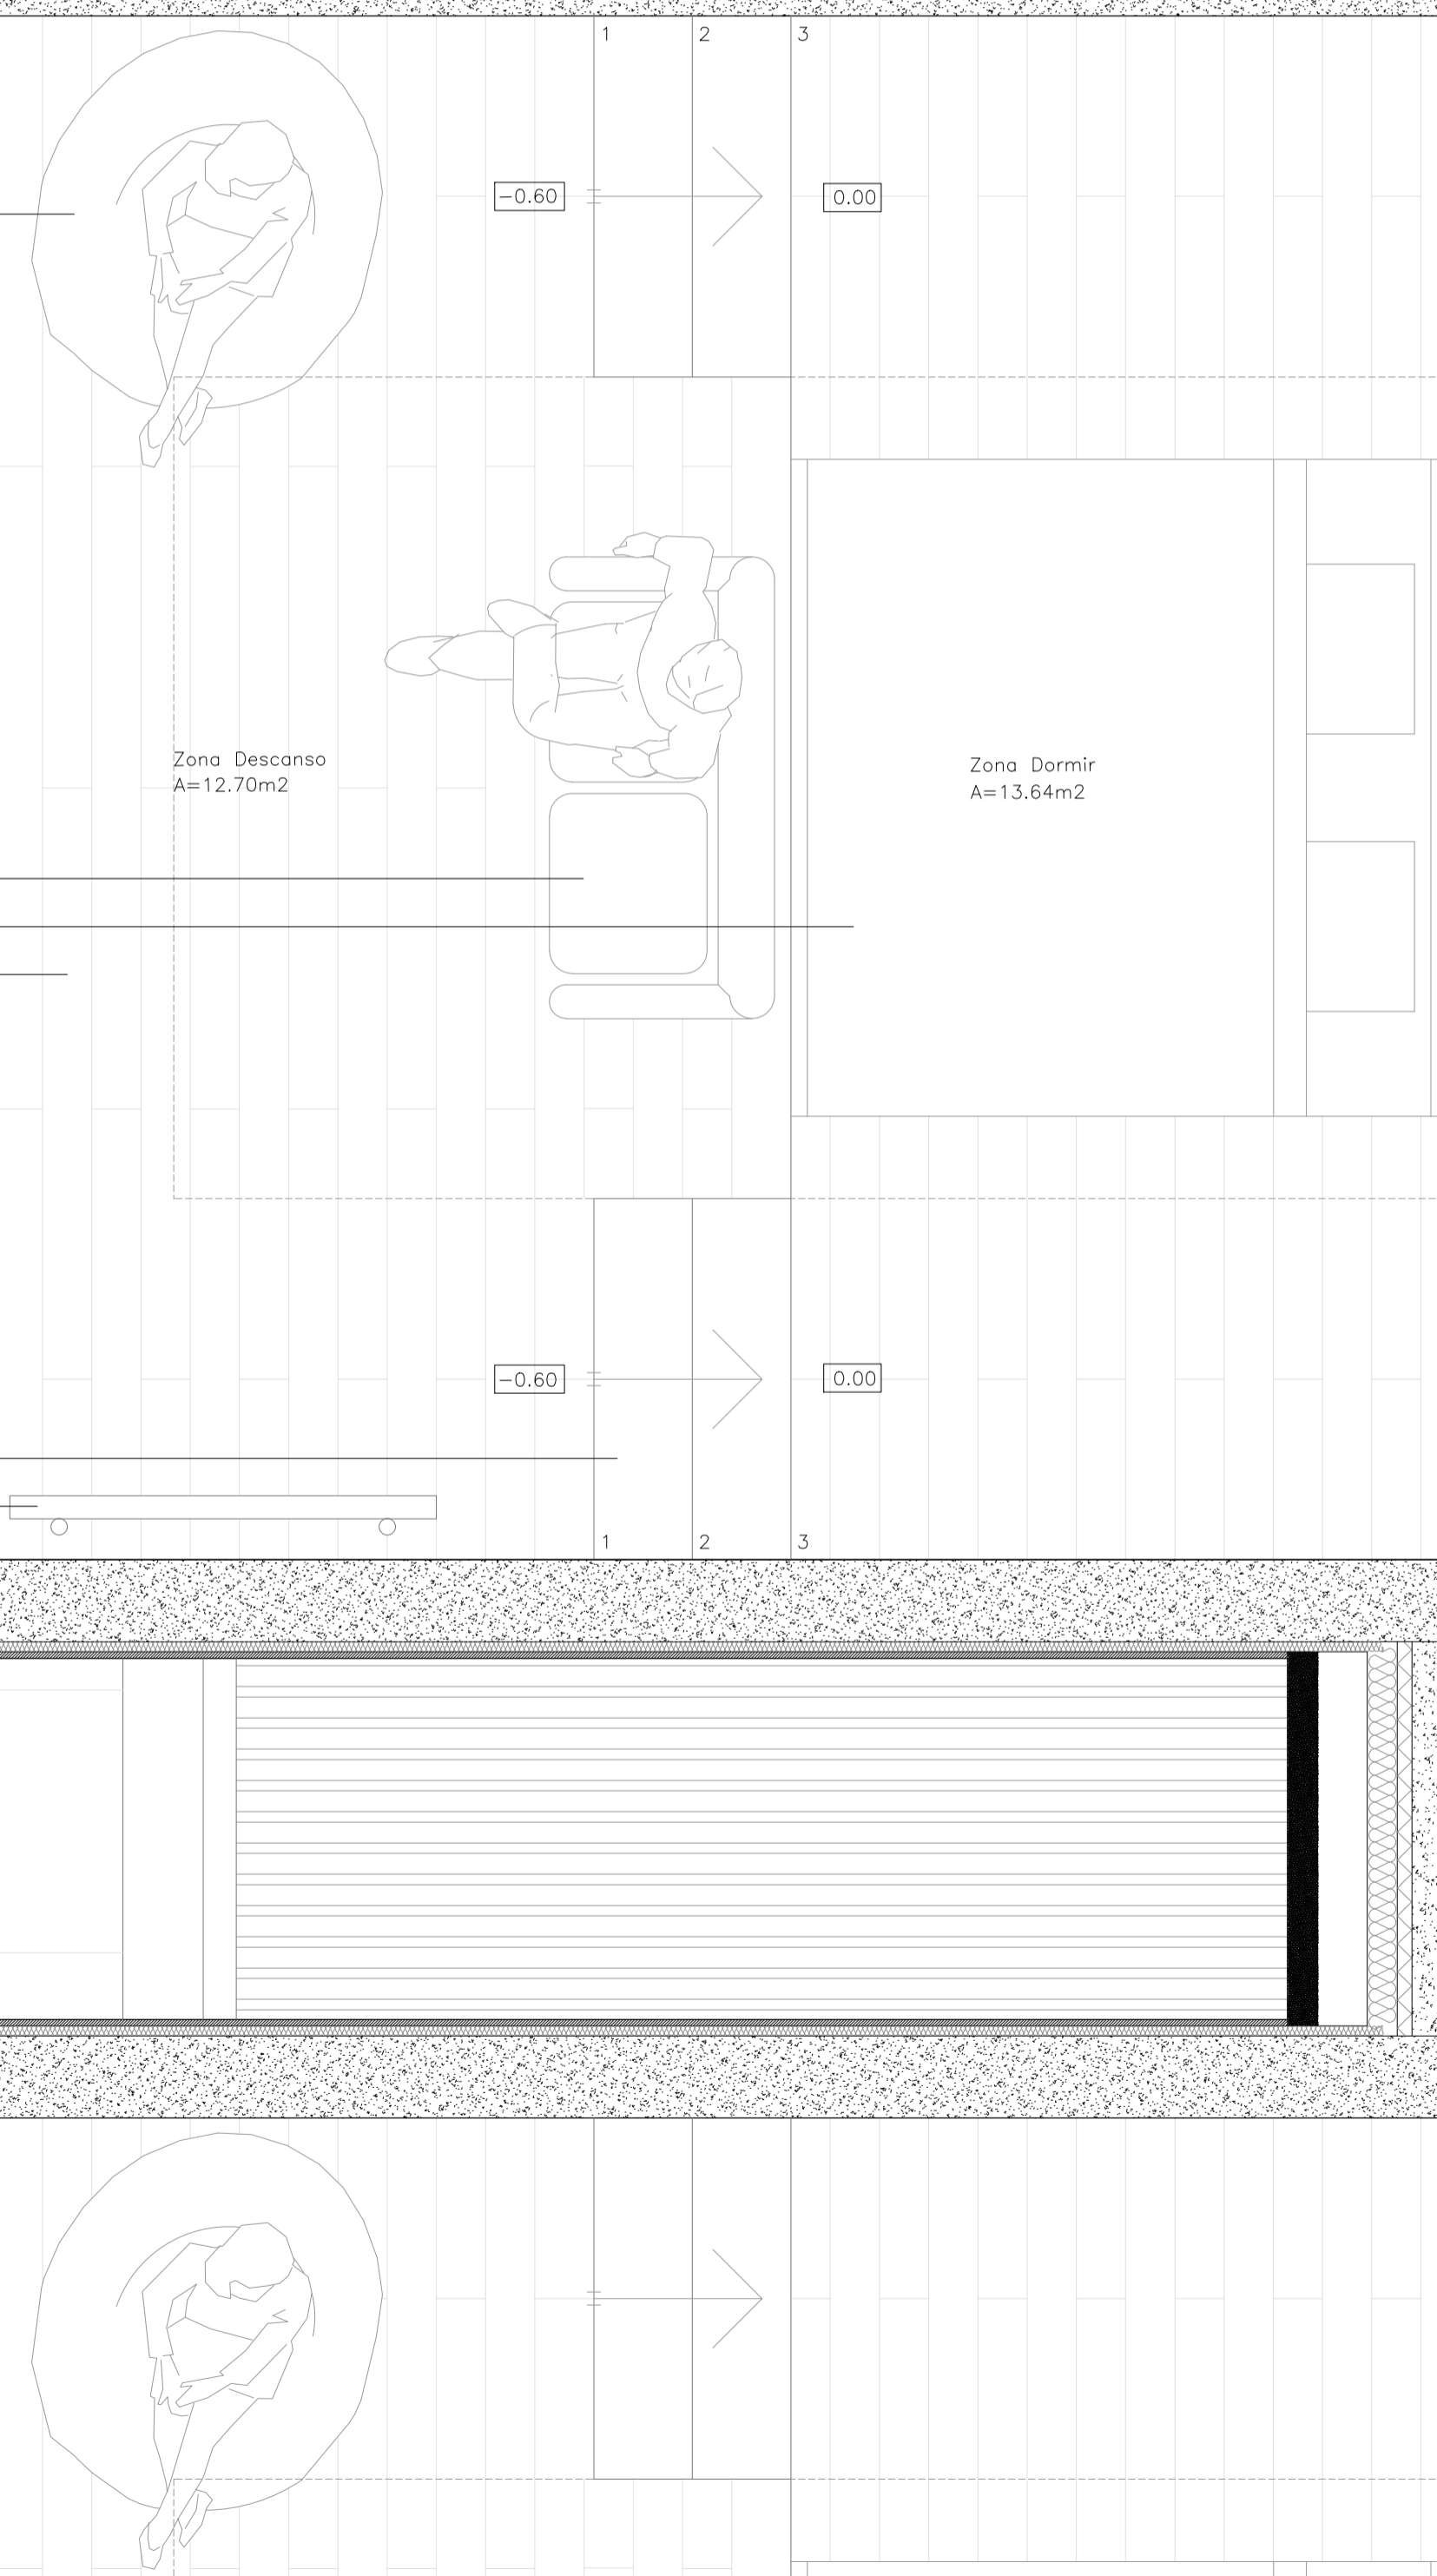 1 2 3
−0.60 0.00
Zona Descanso
A=12.70m2
Zona Dormir
A=13.64m2
−0.60 0.00
1 2 3